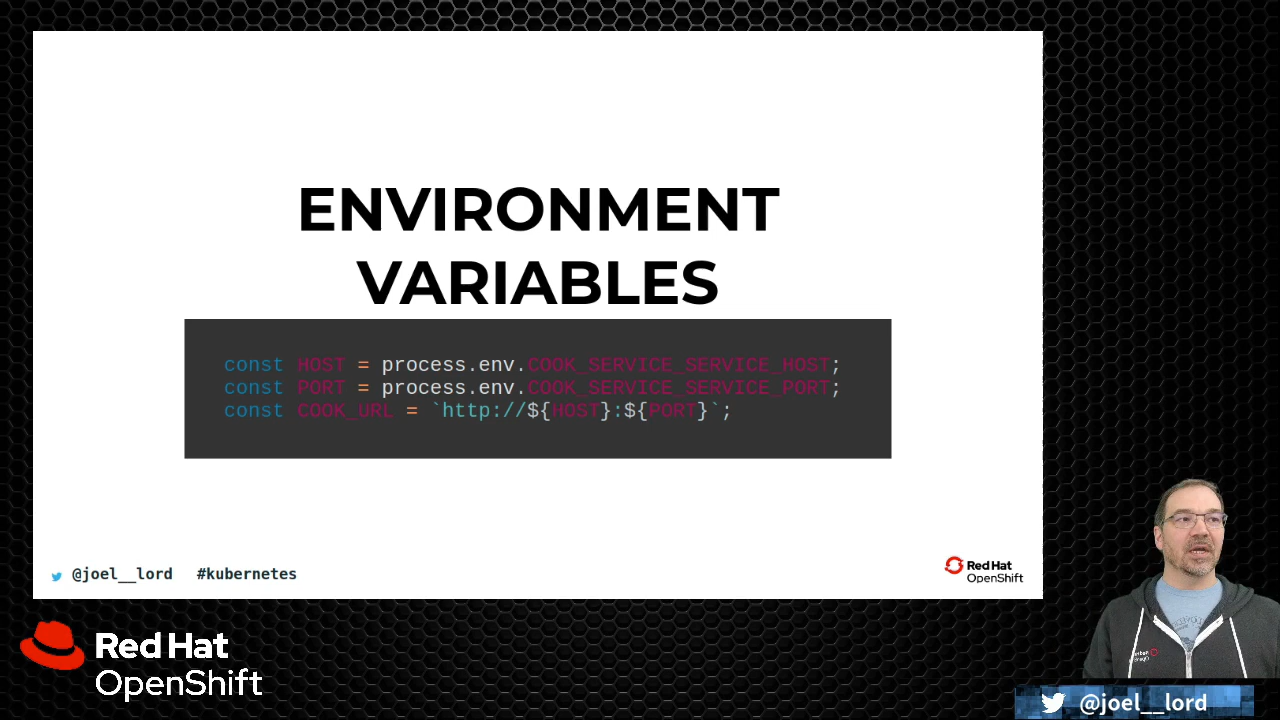 ENVIRONMENT
VARIABLES
const HOST = process.env.COOK_SERVICE_SERVICE_HOST;
const PORT = process.env.COOK_SERVICE_SERVICE_PORT;
const COOK_URL = `http://${HOST}:${PORT}`;
@joel__lord #kubernetes
Red Hat
OpenShift
Red Hat
OpenShift
@joel__lord